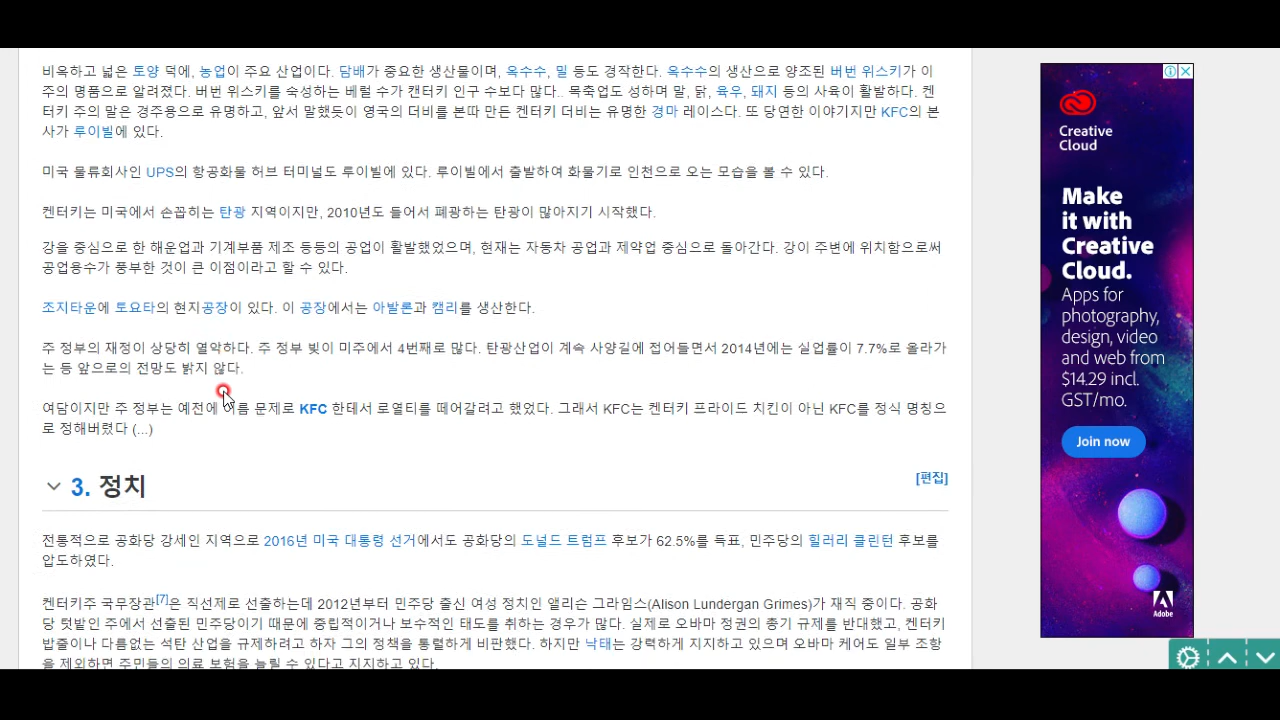 비옥하고 넓은 토양 덕에, 농업이 주요 산업이다. 담배가 중요한 생산물이며, 옥수수, 밀 등도 경작한다. 옥수수의 생산으로 양조된 버번 위스키가 이
주의 명품으로 알려졌다. 버번 위스키를 숙성하는 베럴 수가 캔터키 인구 수보다 많다.. 목축업도 성하며 말, 닭, 육우, 돼지 등의 사육이 활발하다. 켄
터키 주의 말은 경주용으로 유명하고, 앞서 말했듯이 영국의 더비를 본따 만든 켄터키 더비는 유명한 경마 레이스다. 또 당연한 이야기지만 KFC의 본
사가 루이빌에 있다.
미국 물류회사인 UPS의 항공화물 허브 터미널도 루이빌에 있다. 루이빌에서 출발하여 화물기로 인천으로 오는 모습을 볼 수 있다.
켄터키는 미국에서 손꼽히는 탄광 지역이지만, 2010년도 들어서 폐광하는 탄광이 많아지기 시작했다.
강을 중심으로 한 해운업과 기계부품 제조 등등의 공업이 활발했었으며, 현재는 자동차 공업과 제약업 중심으로 돌아간다. 강이 주변에 위치함으로써
공업용수가 풍부한 것이 큰 이점이라고 할 수 있다.
조지타운에 토요타의 현지공장이 있다. 이 공장에서는 아발론과 캠리를 생산한다.
주 정부의 재정이 상당히 열악하다. 주 정부 빚이 미주에서 4번째로 많다. 탄광산업이 계속 사양길에 접어들면서 2014년에는 실업률이 7.7%로 올라가
는 등 앞으로의 전망도 밝지 않다.
여담이지만 주 정부는 예전에 이름 문제로 KFC 한테서 로열티를 떼어갈려고 했었다. 그래서 KFC는 켄터키 프라이드 치킨이 아닌 KFC를 정식 명칭으
로 정해버렸다 (...)
3. 정치
[편집]
전통적으로 공화당 강세인 지역으로 2016년 미국 대통령 선거에서도 공화당의 도널드 트럼프 후보가 62.5%를 득표, 민주당의 힐러리 클린턴 후보를
압도하였다.
켄터키주 국무장관[7]은 직선제로 선출하는데 2012년부터 민주당 출신 여성 정치인 앨리슨 그라임스(Alison Lundergan Grimes)가 재직 중이다. 공화
당 텃밭인 주에서 선출된 민주당이기 때문에 중립적이거나 보수적인 태도를 취하는 경우가 많다. 실제로 오바마 정권의 총기 규제를 반대했고, 켄터키
밥줄이나 다름없는 석탄 산업을 규제하려고 하자 그의 정책을 통렬하게 비판했다. 하지만 낙태는 강력하게 지지하고 있으며 오바마 케어도 일부 조항
을 제외하면 주민들의 의료 보험을 늘릴 수 있다고 지지하고 있다.
Creative
Cloud
Make
it with
Creative
Cloud.
Apps for
photography,
design, video
and web from
$14.29 incl.
GST/mo.
Join now
Adobe